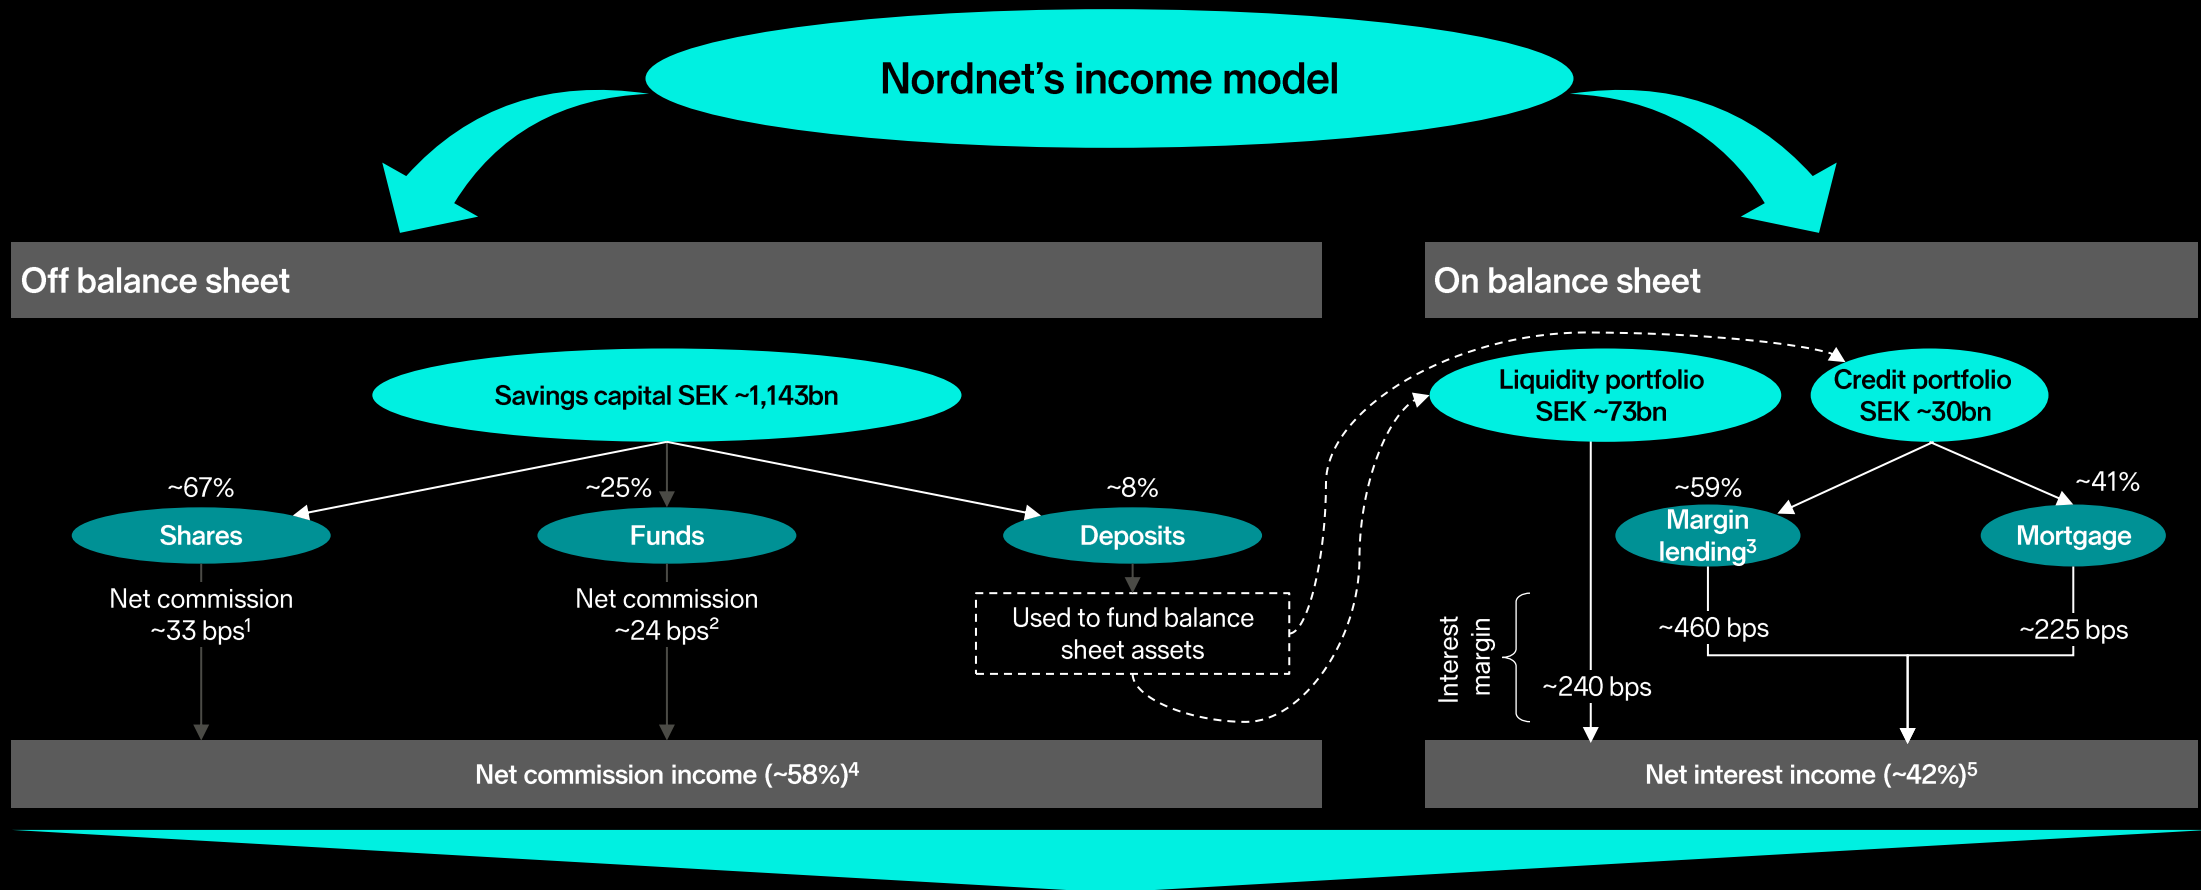 Nordnet’s income model
Off balance sheet
On balance sheet
Savings capital SEK ~1,143bn
Liquidity portfolio
SEK ~73bn
Credit portfolio
SEK ~30bn
~67%
~25%
~8%
~59%
~41%
Shares
Funds
Deposits
Margin
lending³
Mortgage
Net commission
~33 bps¹
Net commission
~24 bps²
Used to fund balance
sheet assets
Interest
margin
~240 bps
~460 bps
~225 bps
Net commission income (~58%)⁴
Net interest income (~42%)⁵